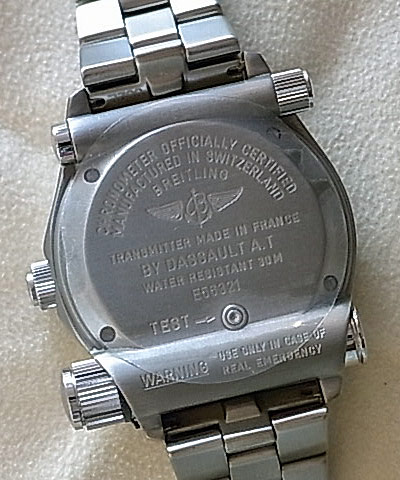 CHRONOMETER OFFICIALLY CERTIFIED
MANUFACTURED IN SWITZERLAND
BREITLING
B
TRANSMITTER MADE IN FRANCE
BY DASSAULT A.T
WATER RESISTANT 30M
E56321
TEST →
WARNING USE ONLY IN CASE OF
REAL EMERGENCY